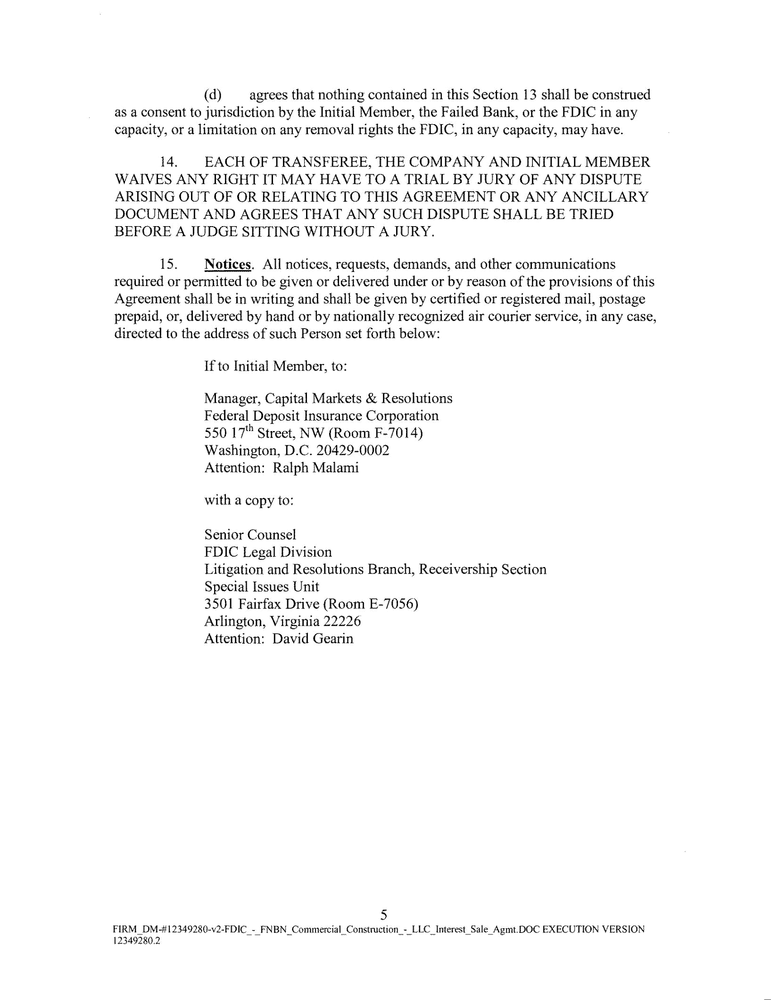 (d) agrees that nothing contained in this Section 13 shall be construed
as a consent to jurisdiction by the Initial Member, the Failed Bank, or the FDIC in any
capacity, or a limitation on any removal rights the FDIC, in any capacity, may have.
14. EACH OF TRANSFEREE, THE COMPANY AND INITIAL MEMBER
WAIVES ANY RIGHT IT MAY HAVE TO A TRIAL BY JURY OF ANY DISPUTE
ARISING OUT OF OR RELATING TO THIS AGREEMENT OR ANY ANCILLARY
DOCUMENT AND AGREES THAT ANY SUCH DISPUTE SHALL BE TRIED
BEFORE A JUDGE SITTING WITHOUT A JURY.
15. Notices. All notices, requests, demands, and other communications
required or permitted to be given or delivered under or by reason of the provisions of this
Agreement shall be in writing and shall be given by certified or registered mail, postage
prepaid, or, delivered by hand or by nationally recognized air courier service, in any case,
directed to the address of such Person set forth below:
If to Initial Member, to:
Manager, Capital Markets & Resolutions
Federal Deposit Insurance Corporation
550 17th Street, NW (Room F-7014)
Washington, D.C. 20429-0002
Attention: Ralph Malami
with a copy to:
Senior Counsel
FDIC Legal Division
Litigation and Resolutions Branch, Receivership Section
Special Issues Unit
3501 Fairfax Drive (Room E-7056)
Arlington, Virginia 22226
Attention: David Gearin
5
FIRM_DM-#12349280-v2-FDIC_-_FNBN_Commercial_Construction_-_LLC_Interest_Sale_Agmt.DOC EXECUTION VERSION
12349280.2